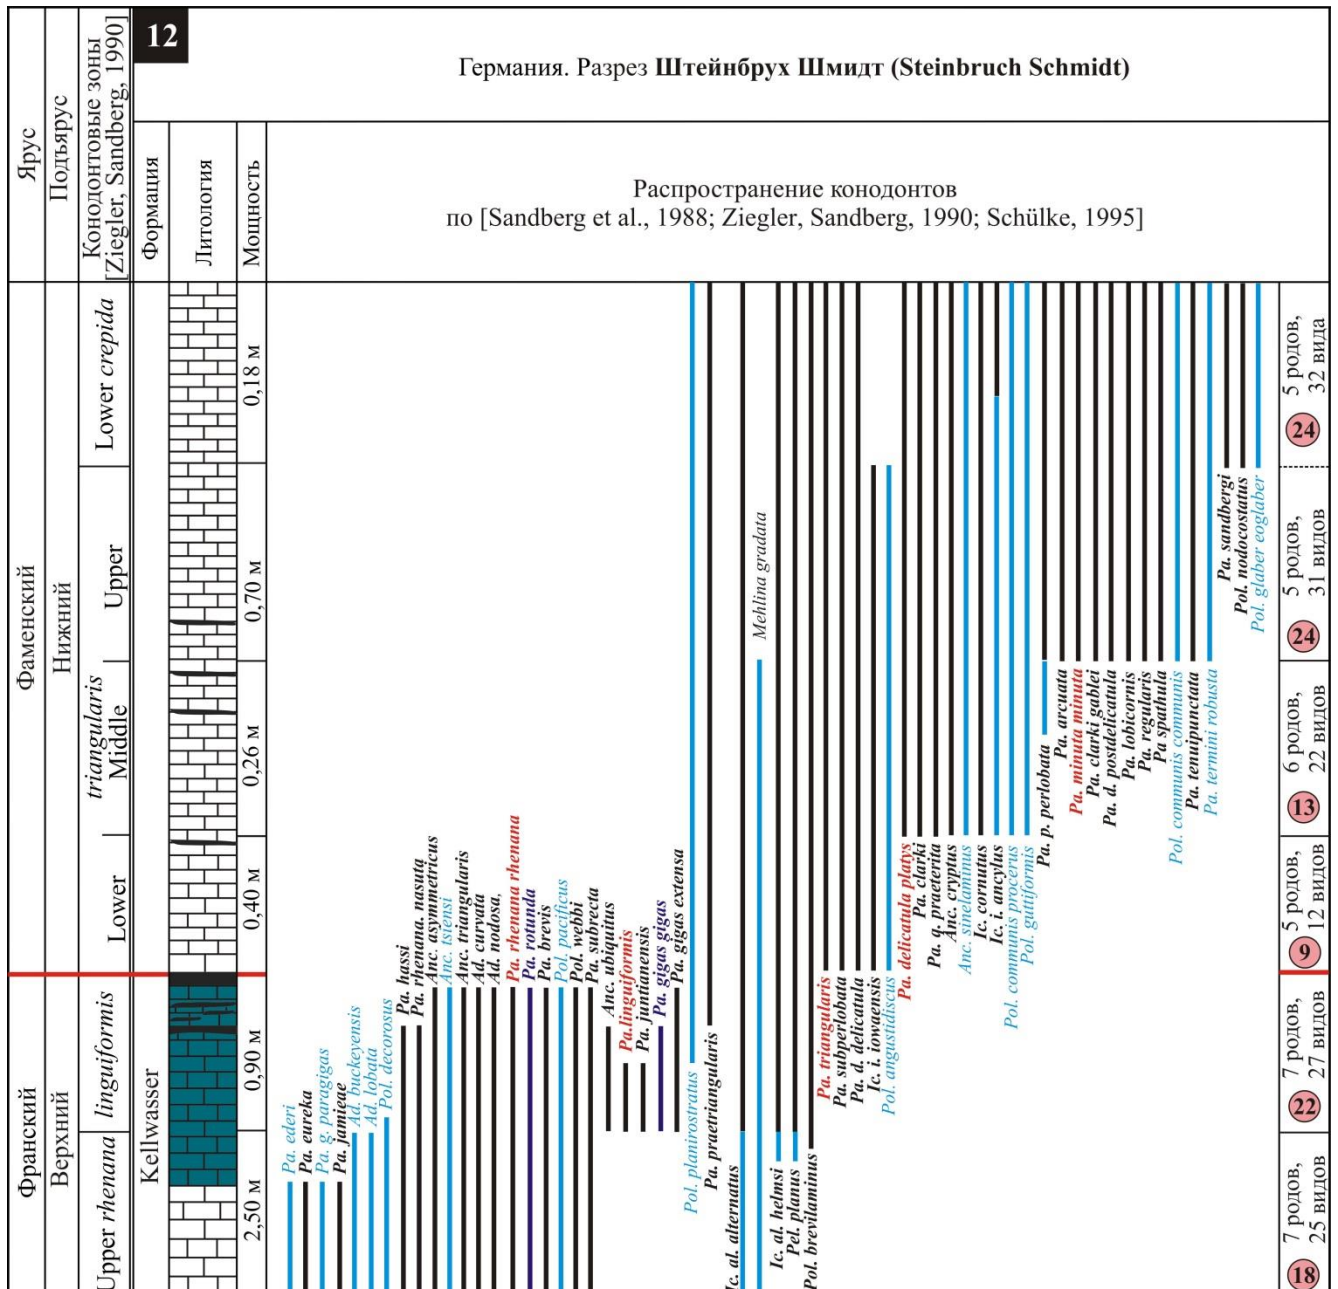 12
Германия. Разрез Штейнбрух Шмидт (Steinbruch Schmidt)
Ярус
Подъярус
Конодонтовые зоны
[Ziegler, Sandberg, 1990]
Формация
Литология
Мощность
Распространение конодонтов
по [Sandberg et al., 1988; Ziegler, Sandberg, 1990; Schülke, 1995]
Фаменский
Нижний
Lower crepida
Upper
triangularis
Middle
Lower
Франский
Верхний
linguiformis
Upper rhenana
Kellwasser
0,18 м
0,70 м
0,26 м
0,40 м
0,90 м
2,50 м
Pa. ederi
Pa. eureka
Pa. g. paragigas
Pa. jamieae
Ad. buckeyensis
Ad. lobata
Pol. decorosus
Pa. hassi
Pa. rhenana. nasuta
Anc. asymmetricus
Anc. tsiensi
Anc. triangularis
Ad. curvata
Ad. nodosa,
Pa. rhenana rhenana
Pa. rotunda
Pa. brevis
Pol. pacificus
Pol. webbi
Pa. subrecta
Anc. ubiquitus
Pa.linguiformis
Pa. juntianensis
Pa. gigas gigas
Pa. gigas extensa
Pol. planirostratus
Pa. praetriangularis
Ic. al. alternatus
Mehlina gradata
Ic. al. helmsi
Pel. planus
Pol. brevilaminus
Pa. triangularis
Pa. subperlobata
Pa. d. delicatula
Ic. i. iowaensis
Pol. angustidiscus
Pa. delicatula platys
Pa. clarki
Pa. q. praeterita
Anc. cryptus
Anc. sinelaminus
Ic. cornutus
Ic. i. ancylus
Pol. communis procerus
Pol. guttiformis
Pa. p. perlobata
Pa. arcuata
Pa. minuta minuta
Pa. clarki gablei
Pa. d. postdelicatula
Pa. lobicornis
Pa. regularis
Pa spathula
Pol. communis communis
Pa. tenuipunctata
Pa. termini robusta
Pa. sandbergi
Pol. nodocostatus
Pol. glaber eoglaber
5 родов,
32 вида
24
5 родов,
31 видов
24
6 родов,
22 видов
13
5 родов,
12 видов
9
7 родов,
27 видов
22
7 родов,
25 видов
18